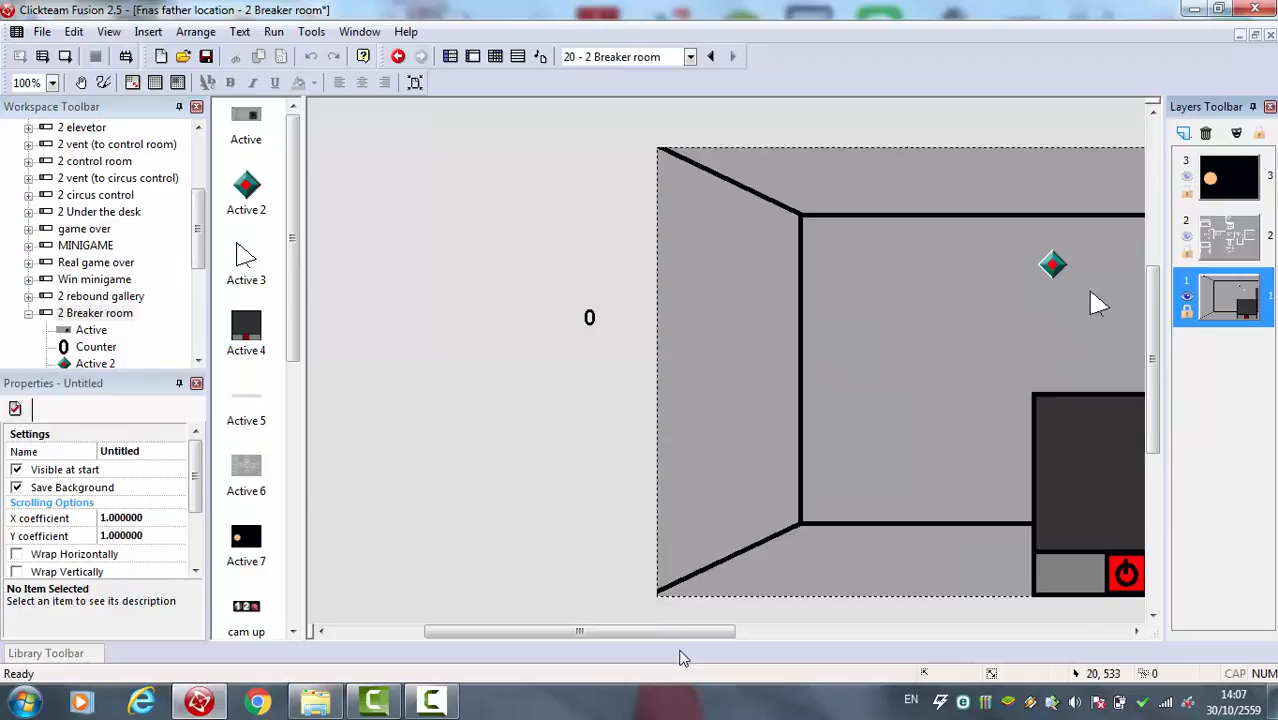 Clickteam Fusion 2.5 - [Fnas father location - 2 Breaker room*]
File Edit View Insert Arrange Text Run Tools Window Help
20 - 2 Breaker room
100%
B I U
Workspace Toolbar
2 elevetor
2 vent (to control room)
2 control room
2 vent (to circus control)
2 circus control
2 Under the desk
game over
MINIGAME
Real game over
Win minigame
2 rebound gallery
2 Breaker room
Active
Counter
Active 2
Properties - Untitled
Settings
Name Untitled
Visible at start
Save Background
Scrolling Options
X coefficient 1.000000
Y coefficient 1.000000
Wrap Horizontally
Wrap Vertically
No Item Selected
Select an item to see its description
Library Toolbar
Ready
Active
Active 2
Active 3
Active 4
Active 5
Active 6
Active 7
cam up
0
Layers Toolbar
3 3
2 2
1 1
20, 533 0 CAP NUM
EN
14:07
30/10/2559